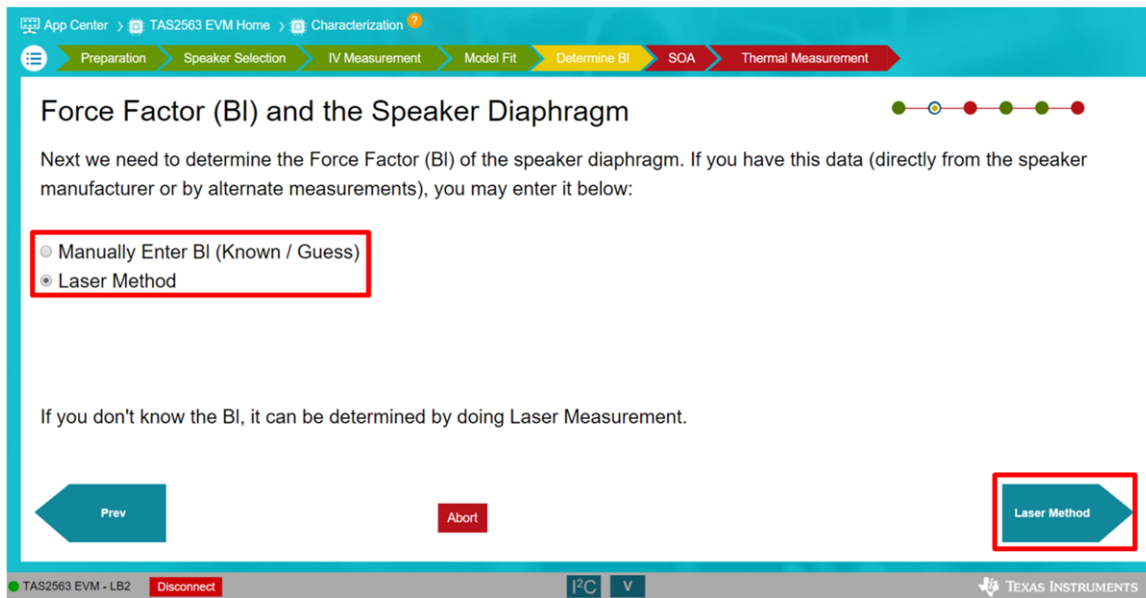 App Center > TAS2563 EVM Home > Characterization ?
Preparation Speaker Selection IV Measurement Model Fit Determine Bl SOA Thermal Measurement
Force Factor (Bl) and the Speaker Diaphragm
Next we need to determine the Force Factor (Bl) of the speaker diaphragm. If you have this data (directly from the speaker
manufacturer or by alternate measurements), you may enter it below:
Manually Enter Bl (Known / Guess)
Laser Method
If you don't know the Bl, it can be determined by doing Laser Measurement.
Prev Abort Laser Method
TAS2563 EVM - LB2 Disconnect I²C V TEXAS INSTRUMENTS